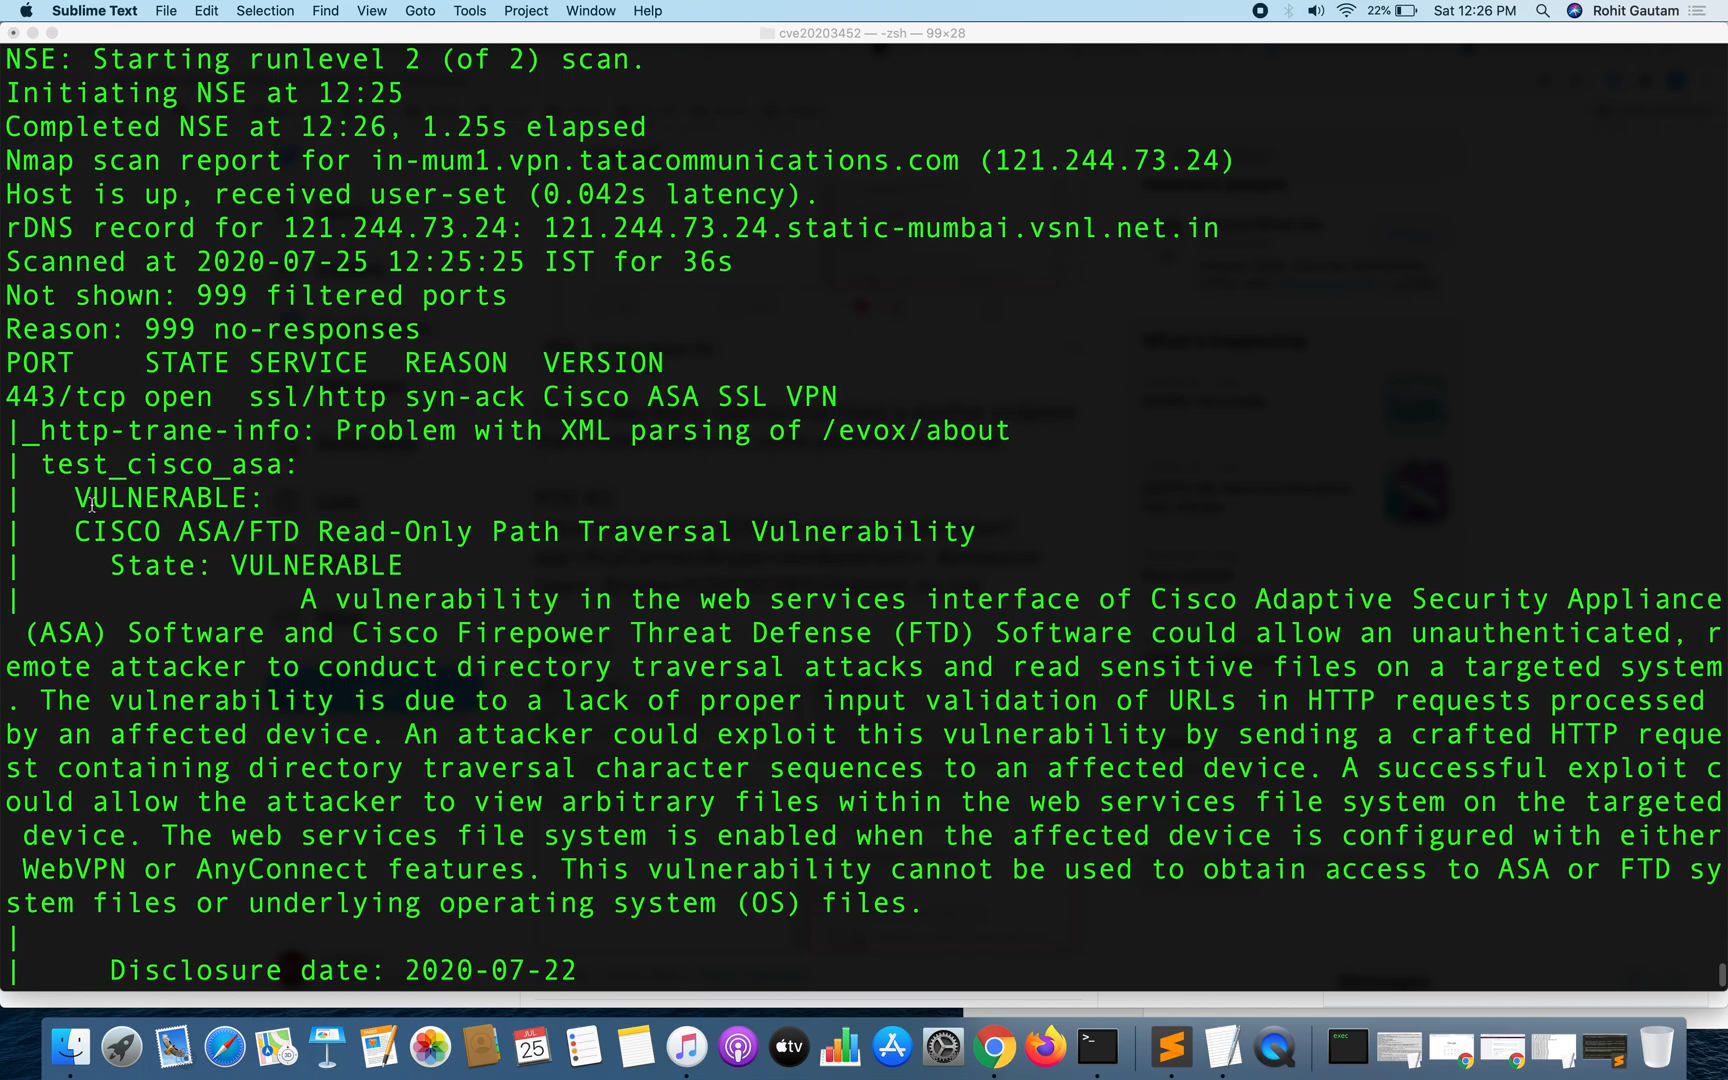 Sublime Text File Edit Selection Find View Goto Tools Project Window Help 22% Sat 12:26 PM Rohit Gautam
cve20203452 — -zsh — 99×28
NSE: Starting runlevel 2 (of 2) scan.
Initiating NSE at 12:25
Completed NSE at 12:26, 1.25s elapsed
Nmap scan report for in-mum1.vpn.tatacommunications.com (121.244.73.24)
Host is up, received user-set (0.042s latency).
rDNS record for 121.244.73.24: 121.244.73.24.static-mumbai.vsnl.net.in
Scanned at 2020-07-25 12:25:25 IST for 36s
Not shown: 999 filtered ports
Reason: 999 no-responses
PORT    STATE SERVICE  REASON  VERSION
443/tcp open  ssl/http syn-ack Cisco ASA SSL VPN
|_http-trane-info: Problem with XML parsing of /evox/about
| test_cisco_asa:
|   VULNERABLE:
|   CISCO ASA/FTD Read-Only Path Traversal Vulnerability
|     State: VULNERABLE
|                A vulnerability in the web services interface of Cisco Adaptive Security Appliance
 (ASA) Software and Cisco Firepower Threat Defense (FTD) Software could allow an unauthenticated, r
emote attacker to conduct directory traversal attacks and read sensitive files on a targeted system
. The vulnerability is due to a lack of proper input validation of URLs in HTTP requests processed
by an affected device. An attacker could exploit this vulnerability by sending a crafted HTTP reque
st containing directory traversal character sequences to an affected device. A successful exploit c
ould allow the attacker to view arbitrary files within the web services file system on the targeted
 device. The web services file system is enabled when the affected device is configured with either
 WebVPN or AnyConnect features. This vulnerability cannot be used to obtain access to ASA or FTD sy
stem files or underlying operating system (OS) files.
|
|     Disclosure date: 2020-07-22
JUL
25
tv
exec